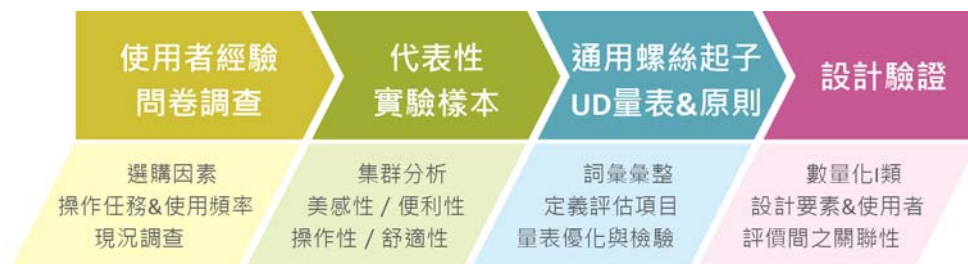 使用者經驗
問卷調查
代表性
實驗樣本
通用螺絲起子
UD量表&原則
設計驗證
選購因素
操作任務&使用頻率
現況調查
集群分析
美感性 / 便利性
操作性 / 舒適性
詞彙彙整
定義評估項目
量表優化與檢驗
數量化I類
設計要素&使用者
評價間之關聯性